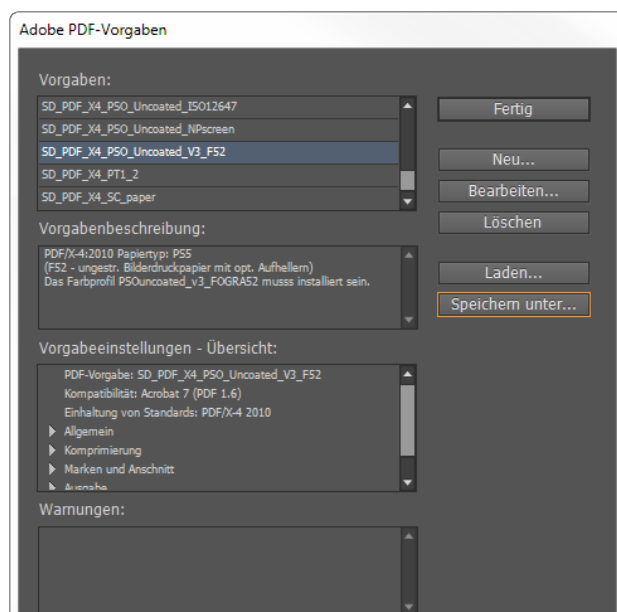 Adobe PDF-Vorgaben
Vorgaben:
SD_PDF_X4_PSO_Uncoated_ISO12647
SD_PDF_X4_PSO_Uncoated_NPscreen
SD_PDF_X4_PSO_Uncoated_V3_F52
SD_PDF_X4_PT1_2
SD_PDF_X4_SC_paper
Fertig
Neu...
Bearbeiten...
Löschen
Laden...
Speichern unter...
Vorgabenbeschreibung:
PDF/X-4:2010 Papiertyp: PS5
(F52 - ungestr. Bilderdruckpapier mit opt. Aufhellern)
Das Farbprofil PSOuncoated_v3_FOGRA52 musss installiert sein.
Vorgabeeinstellungen - Übersicht:
PDF-Vorgabe: SD_PDF_X4_PSO_Uncoated_V3_F52
Kompatibilität: Acrobat 7 (PDF 1.6)
Einhaltung von Standards: PDF/X-4 2010
Allgemein
Komprimierung
Marken und Anschnitt
Ausgabe
Warnungen: